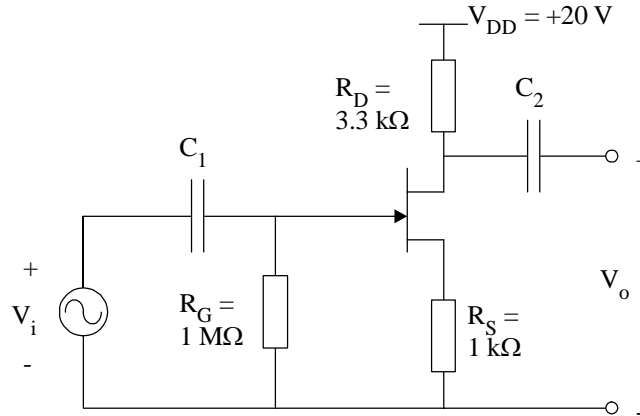 V_DD = +20 V
R_D =
3.3 kΩ
C_2
C_1
+
V_i
-
R_G =
1 MΩ
R_S =
1 kΩ
V_o